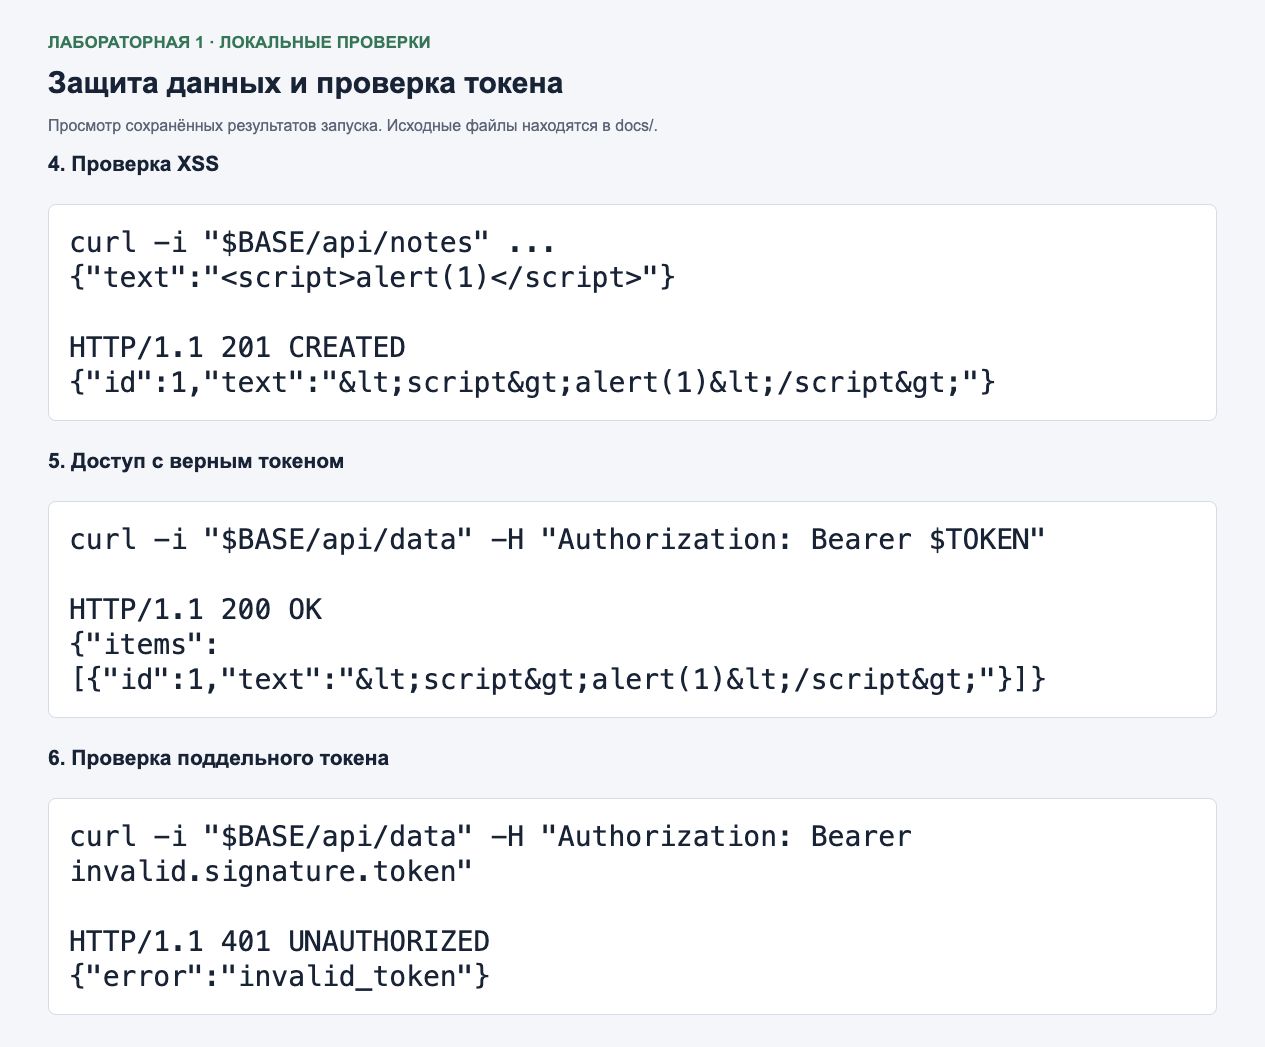 ЛАБОРАТОРНАЯ 1 · ЛОКАЛЬНЫЕ ПРОВЕРКИ
Защита данных и проверка токена
Просмотр сохранённых результатов запуска. Исходные файлы находятся в docs/.
4. Проверка XSS
curl -i "$BASE/api/notes" ...
{"text":"<script>alert(1)</script>"}
HTTP/1.1 201 CREATED
{"id":1,"text":"&lt;script&gt;alert(1)&lt;/script&gt;"}
5. Доступ с верным токеном
curl -i "$BASE/api/data" -H "Authorization: Bearer $TOKEN"
HTTP/1.1 200 OK
{"items":
[{"id":1,"text":"&lt;script&gt;alert(1)&lt;/script&gt;"}]}
6. Проверка поддельного токена
curl -i "$BASE/api/data" -H "Authorization: Bearer
invalid.signature.token"
HTTP/1.1 401 UNAUTHORIZED
{"error":"invalid_token"}